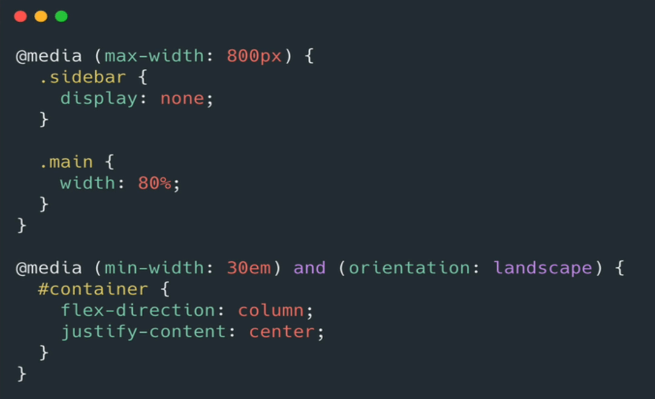 @media (max-width: 800px) {
  .sidebar {
    display: none;
  }

  .main {
    width: 80%;
  }
}

@media (min-width: 30em) and (orientation: landscape) {
  #container {
    flex-direction: column;
    justify-content: center;
  }
}